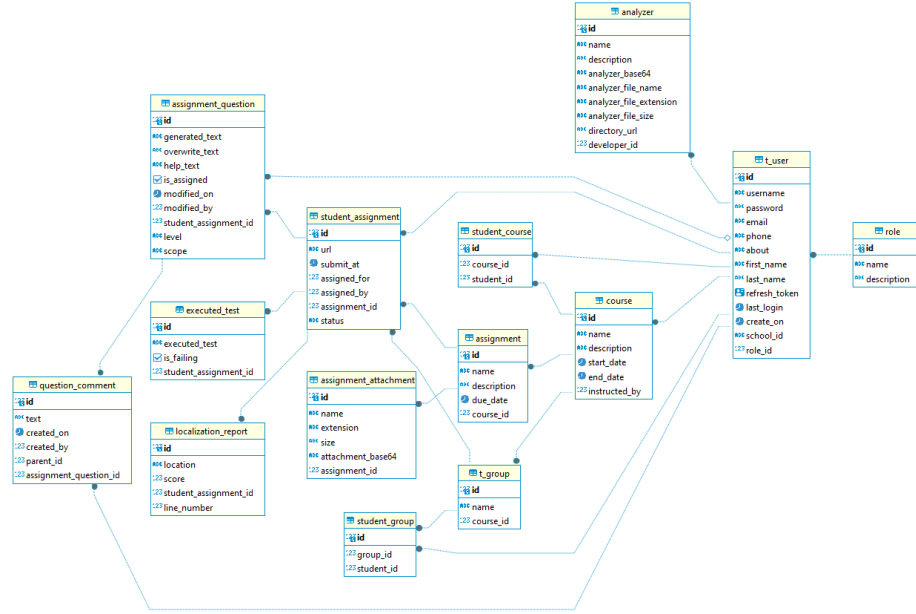 analyzer
id
name
description
analyzer_base64
analyzer_file_name
analyzer_file_extension
analyzer_file_size
directory_url
developer_id
assignment_question
id
generated_text
overwrite_text
help_text
is_assigned
modified_on
modified_by
student_assignment_id
level
scope
t_user
id
username
password
email
phone
about
first_name
last_name
refresh_token
last_login
create_on
school_id
role_id
role
id
name
description
student_assignment
id
url
submit_at
assigned_for
assigned_by
assignment_id
status
student_course
id
course_id
student_id
course
id
name
description
start_date
end_date
instructed_by
executed_test
id
executed_test
is_failing
student_assignment_id
assignment
id
name
description
due_date
course_id
question_comment
id
text
created_on
created_by
parent_id
assignment_question_id
assignment_attachment
id
name
extension
size
attachment_base64
assignment_id
localization_report
id
location
score
student_assignment_id
line_number
t_group
id
name
course_id
student_group
id
group_id
student_id